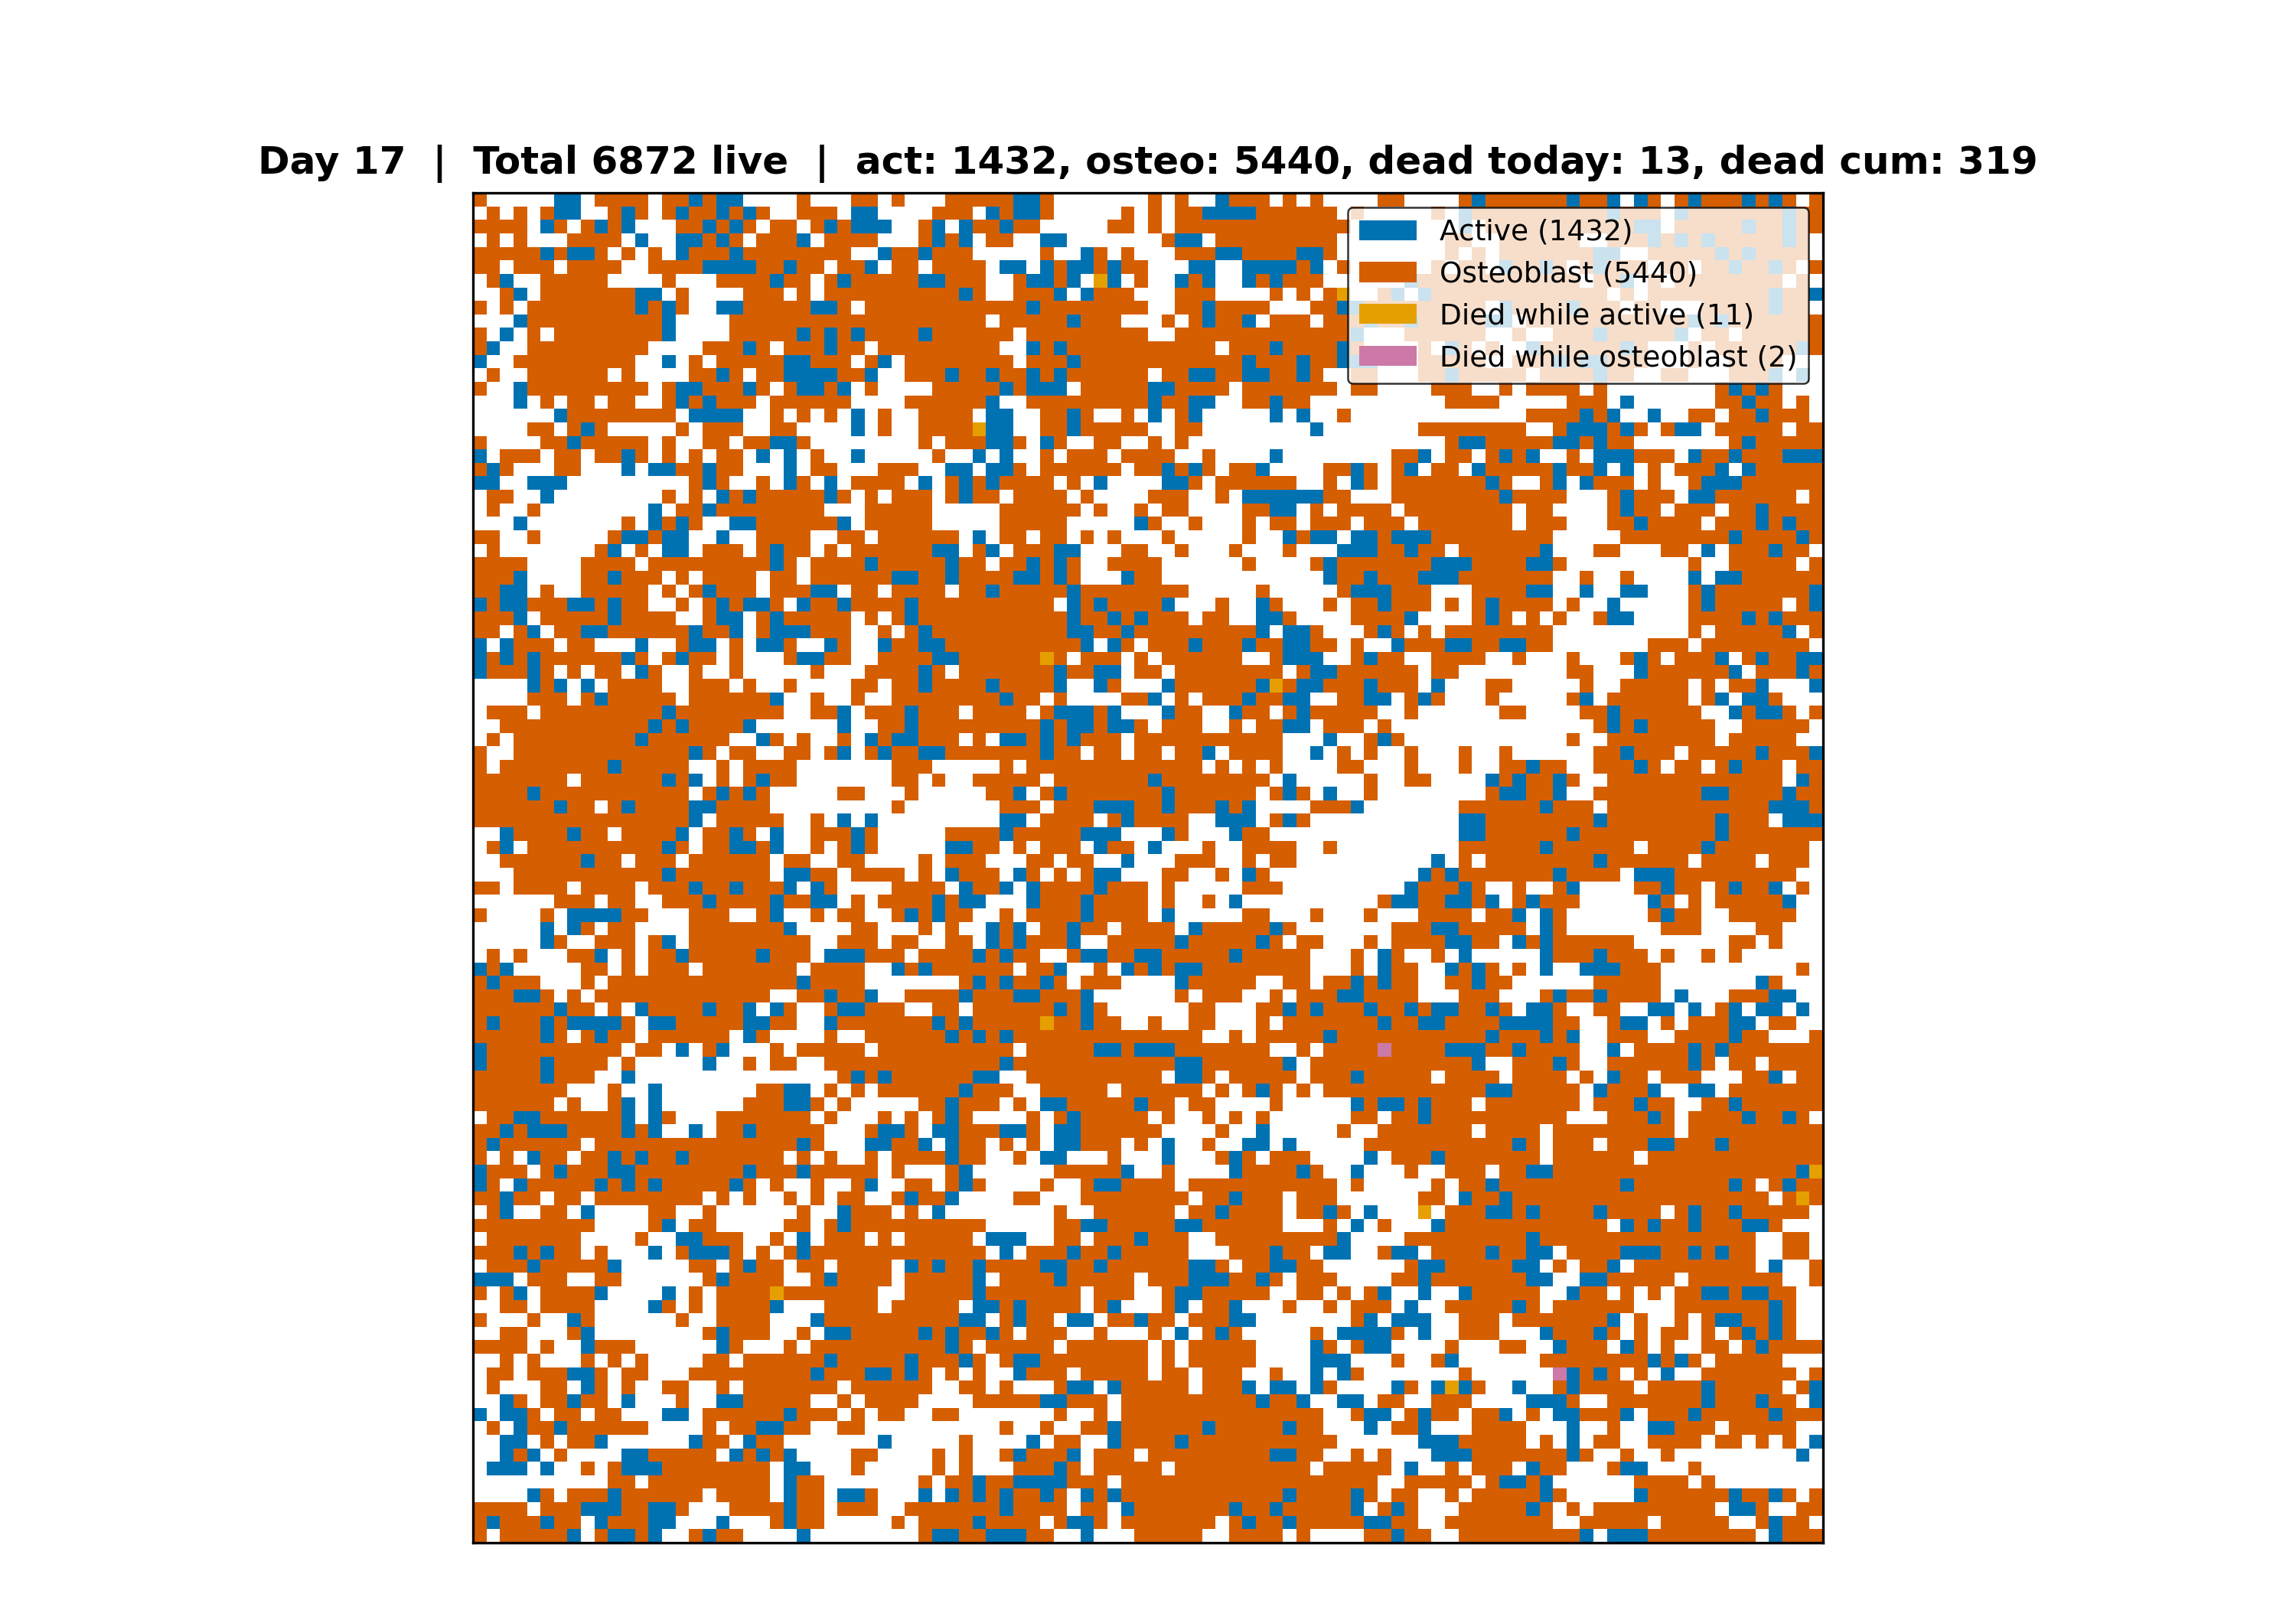 Day 17 | Total 6872 live | act: 1432, osteo: 5440, dead today: 13, dead cum: 319
Active (1432)
Osteoblast (5440)
Died while active (11)
Died while osteoblast (2)